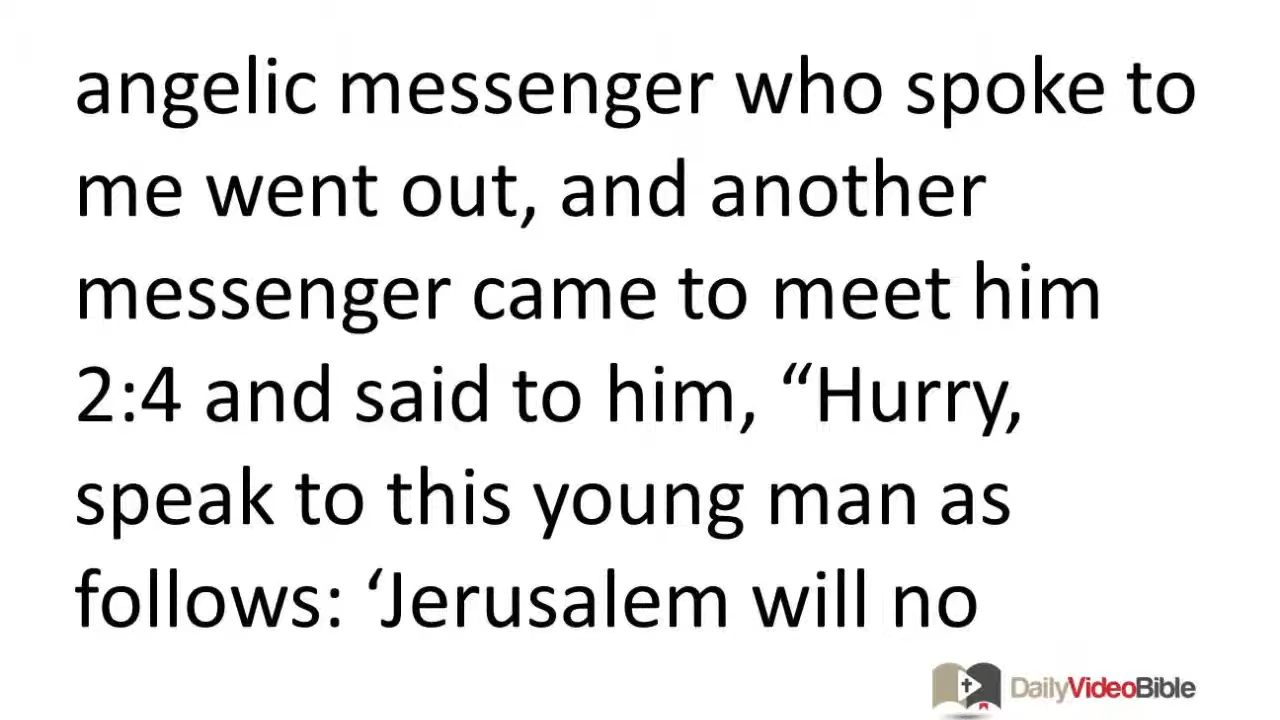 angelic messenger who spoke to
me went out, and another
messenger came to meet him
2:4 and said to him, “Hurry,
speak to this young man as
follows: ‘Jerusalem will no
DailyVideoBible